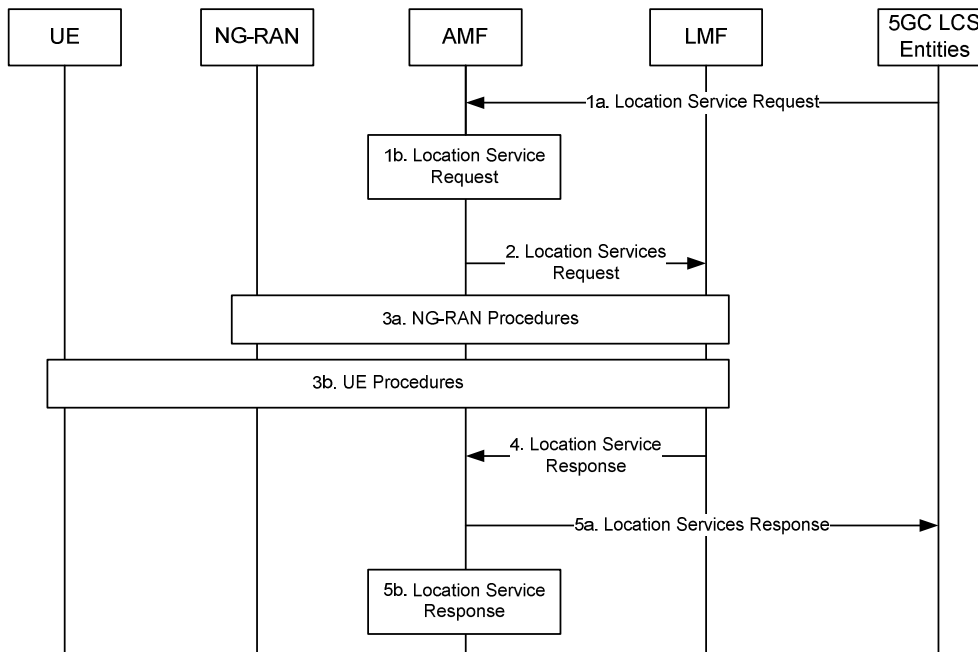 UE
NG-RAN
AMF
LMF
5GC LCS
Entities
1a. Location Service Request
1b. Location Service
Request
2. Location Services
Request
3a. NG-RAN Procedures
3b. UE Procedures
4. Location Service
Response
5a. Location Services Response
5b. Location Service
Response